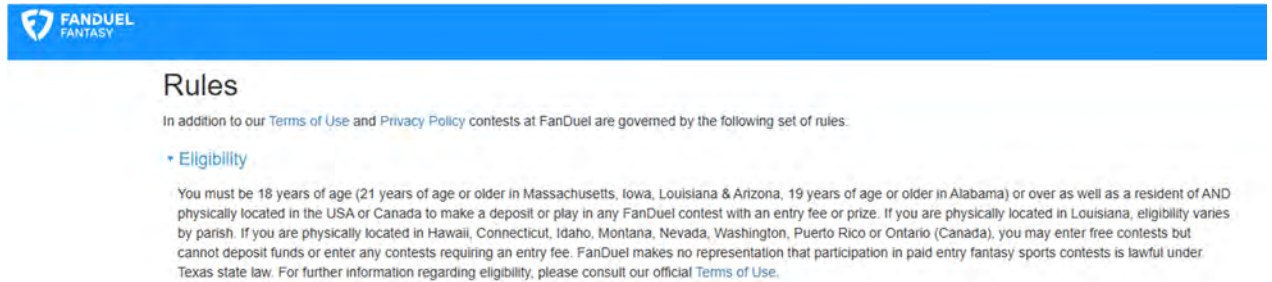 FANDUEL
FANTASY
Rules
In addition to our Terms of Use and Privacy Policy contests at FanDuel are governed by the following set of rules:
Eligibility
You must be 18 years of age (21 years of age or older in Massachusetts, Iowa, Louisiana & Arizona, 19 years of age or older in Alabama) or over as well as a resident of AND
physically located in the USA or Canada to make a deposit or play in any FanDuel contest with an entry fee or prize. If you are physically located in Louisiana, eligibility varies
by parish. If you are physically located in Hawaii, Connecticut, Idaho, Montana, Nevada, Washington, Puerto Rico or Ontario (Canada), you may enter free contests but
cannot deposit funds or enter any contests requiring an entry fee. FanDuel makes no representation that participation in paid entry fantasy sports contests is lawful under
Texas state law. For further information regarding eligibility, please consult our official Terms of Use.